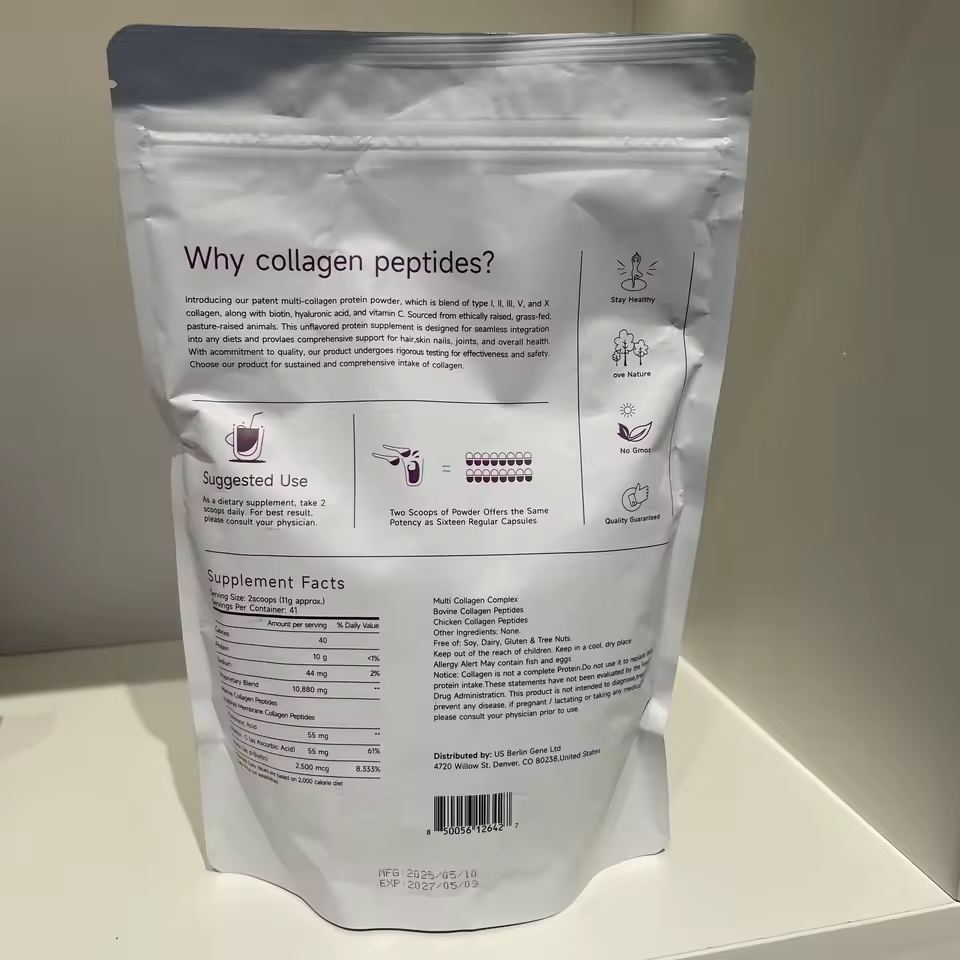 Why collagen peptides?
Introducing our patent multi-collagen protein powder, which is blend of type I, II, III, V, and X
collagen, along with biotin, hyaluronic acid, and vitamin C. Sourced from ethically raised, grass-fed,
pasture-raised animals. This unflavored protein supplement is designed for seamless integration
into any diets and provlaes comprehensive support for hair,skin nails, joints, and overall health.
With acommitment to quality, our product undergoes rigorous testing for effectiveness and safety.
Choose our product for sustained and comprehensive intake of collagen.
Stay Healthy
ove Nature
No Gmos
Quality Guaranteed
Suggested Use
As a dietary supplement, take 2
scoops daily. For best result,
please consult your physician.
=
Two Scoops of Powder Offers the Same
Potency as Sixteen Regular Capsules
Supplement Facts
Serving Size: 2scoops (11g approx.)
Servings Per Container: 41
Amount per serving % Daily Value
Calories 40
Protein 10 g <1%
Sodium 44 mg 2%
Proprietary Blend 10,880 mg **
Collagen Peptides
Membrane Collagen Peptides
Acid 55 mg **
C (as Ascorbic Acid) 55 mg 61%
2,500 mcg 8,333%
are based on 2,000 calorie diet
Multi Collagen Complex
Bovine Collagen Peptides
Chicken Collagen Peptides
Other Ingredients: None.
Free of: Soy, Dairy, Gluten & Tree Nuts.
Keep out of the reach of children. Keep in a cool, dry place
Allergy Alert May contain fish and eggs
Notice: Collagen is not a complete Protein.Do not use it to replace
protein intake.These statements have not been evaluated by the
Drug Administration. This product is not intended to diagnose,
prevent any disease, if pregnant / lactating or taking any medical
please consult your physician prior to use.
Distributed by: US Berlin Gene Ltd
4720 Willow St. Denver, CO 80238,United States
6 50056 12642 7
MFG:2025/05/10
EXP:2027/05/09